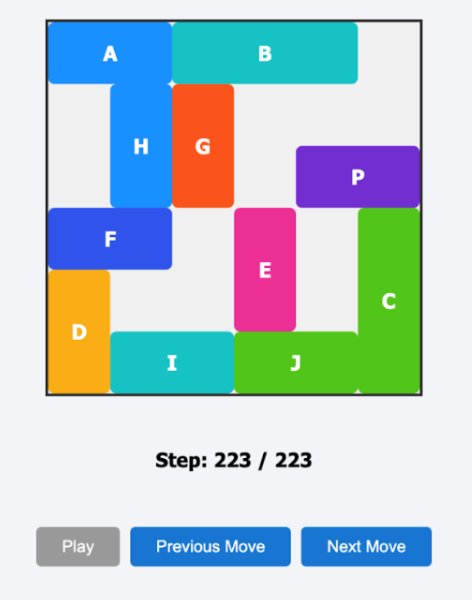 A B
H G
P
F
E
C
D
I J
Step: 223 / 223
Play Previous Move Next Move